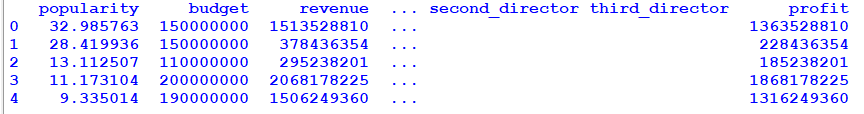 popularity budget revenue ... second_director third_director profit
0 32.985763 150000000 1513528810 ... 1363528810
1 28.419936 150000000 378436354 ... 228436354
2 13.112507 110000000 295238201 ... 185238201
3 11.173104 200000000 2068178225 ... 1868178225
4 9.335014 190000000 1506249360 ... 1316249360